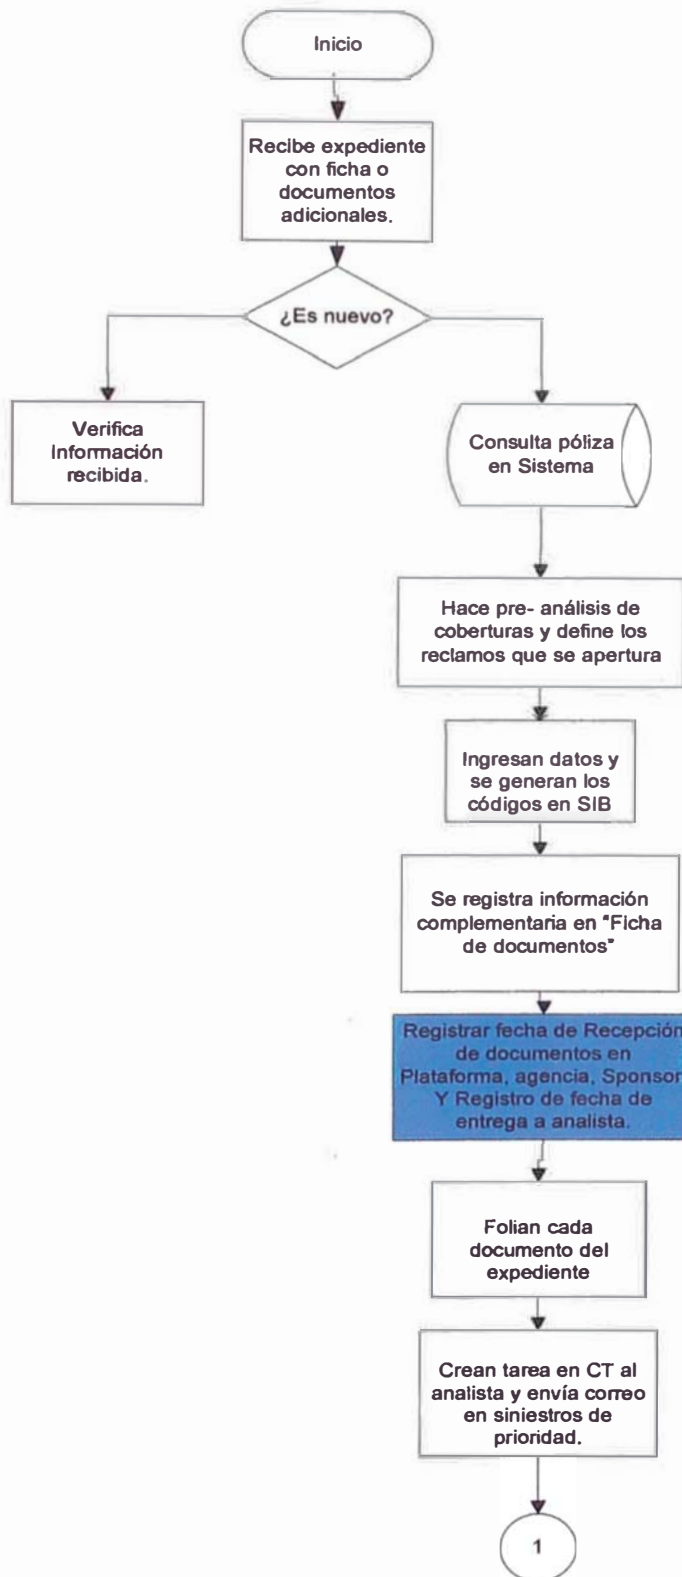 Inicio
Recibe expediente
con ficha o
documentos
adicionales.
¿Es nuevo?
Verifica
Información
recibida.
Consulta póliza
en Sistema
Hace pre- análisis de
coberturas y define los
reclamos que se apertura
Ingresan datos y
se generan los
códigos en SIB
Se registra información
complementaria en "Ficha
de documentos"
Registrar fecha de Recepción
de documentos en
Plataforma, agencia, Sponsor
Y Registro de fecha de
entrega a analista.
Folian cada
documento del
expediente
Crean tarea en CT al
analista y envía correo
en siniestros de
prioridad.
1